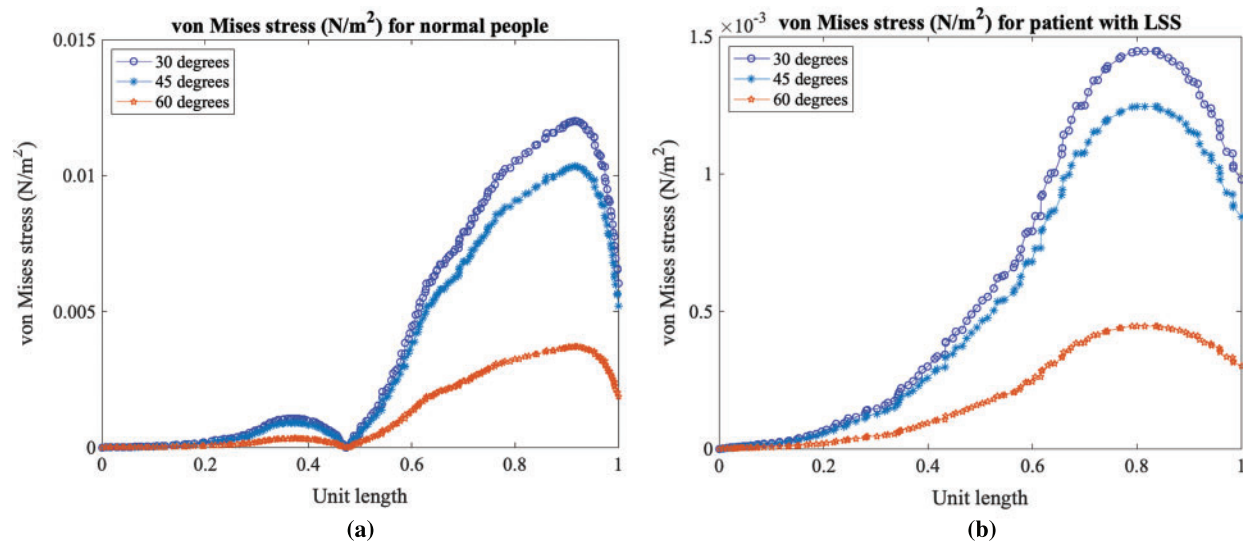 von Mises stress (N/m²) for normal people
0.015
0.01
0.005
0
von Mises stress (N/m²)
30 degrees
45 degrees
60 degrees
0 0.2 0.4 0.6 0.8 1
Unit length
(a)
von Mises stress (N/m²) for patient with LSS
×10⁻³
1.5
1
0.5
0
von Mises stress (N/m²)
30 degrees
45 degrees
60 degrees
0 0.2 0.4 0.6 0.8 1
Unit length
(b)